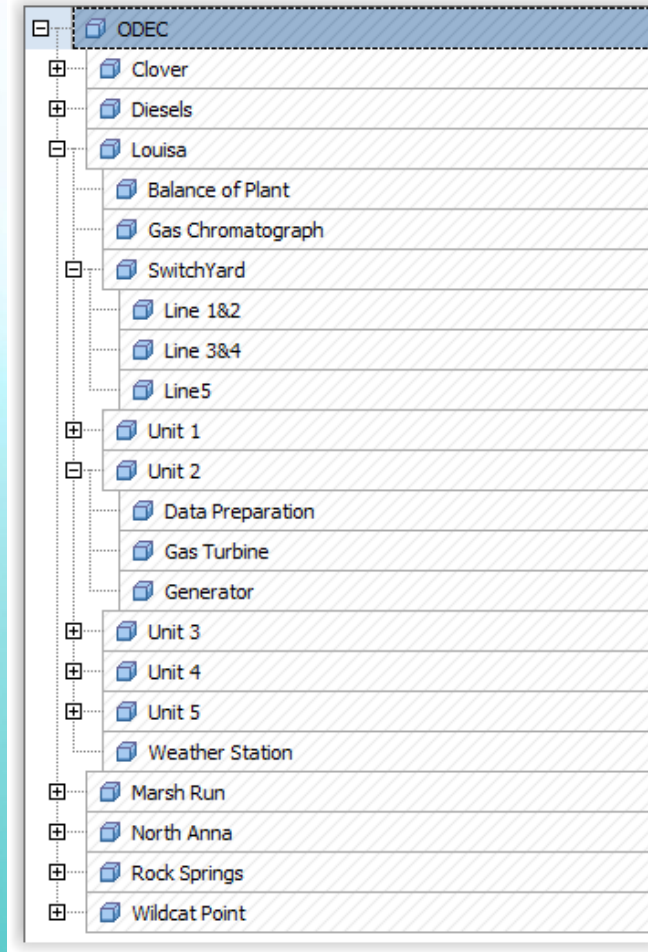 ODEC
Clover
Diesels
Louisa
Balance of Plant
Gas Chromatograph
SwitchYard
Line 1&2
Line 3&4
Line5
Unit 1
Unit 2
Data Preparation
Gas Turbine
Generator
Unit 3
Unit 4
Unit 5
Weather Station
Marsh Run
North Anna
Rock Springs
Wildcat Point